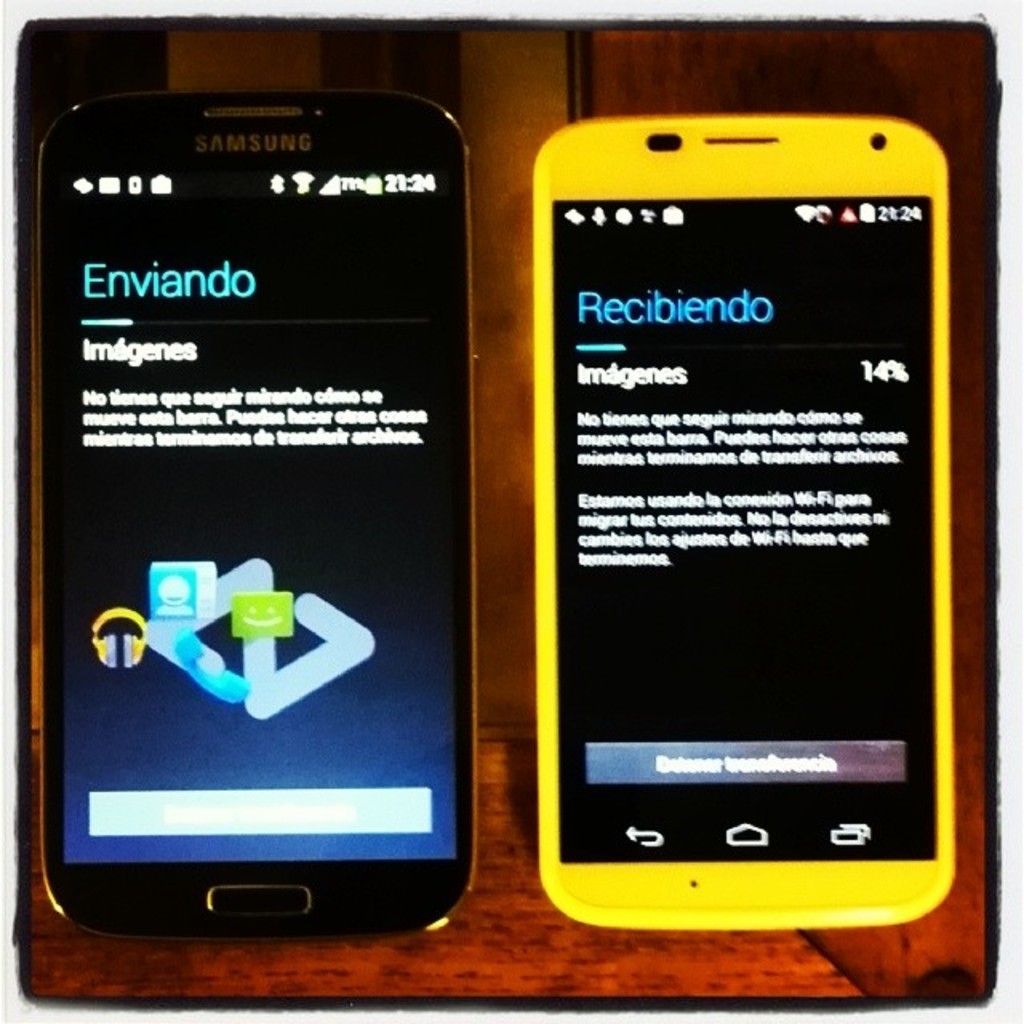 SAMSUNG
77% 21:24
Enviando
Imágenes
No tienes que seguir mirando cómo se
mueve esta barra. Puedes hacer otras cosas
mientras terminamos de transferir archivos.
21:24
Recibiendo
Imágenes 14%
No tienes que seguir mirando cómo se
mueve esta barra. Puedes hacer otras cosas
mientras terminamos de transferir archivos.
Estamos usando la conexión Wi-Fi para
migrar tus contenidos. No la desactives ni
cambies los ajustes de Wi-Fi hasta que
terminemos.
Detener transferencia